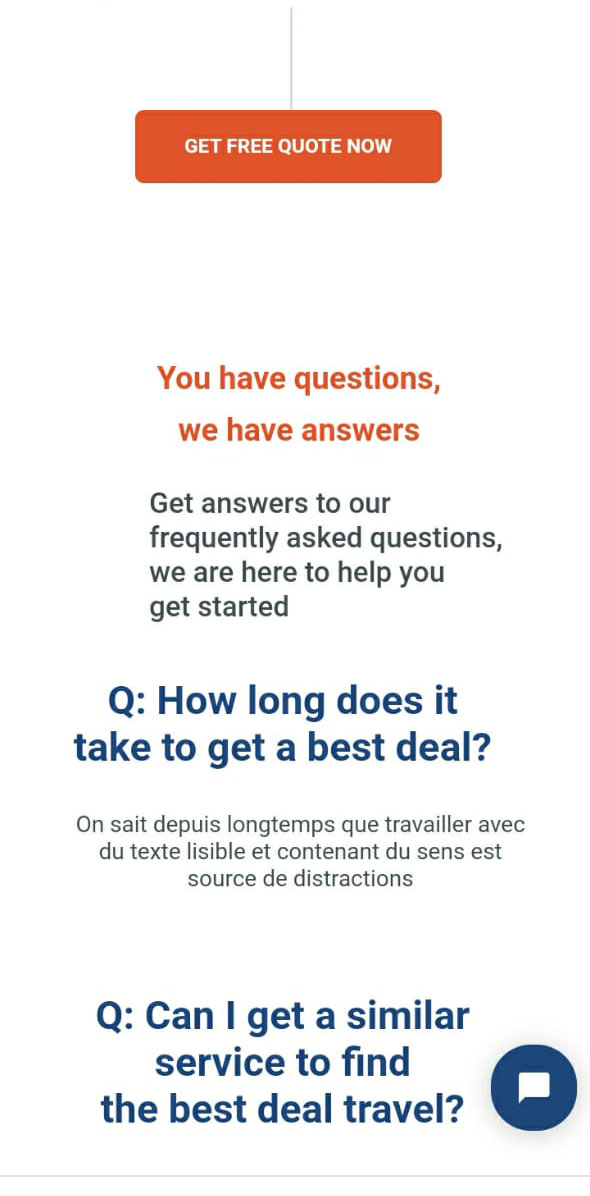 GET FREE QUOTE NOW
You have questions,
we have answers
Get answers to our
frequently asked questions,
we are here to help you
get started
Q: How long does it
take to get a best deal?
On sait depuis longtemps que travailler avec
du texte lisible et contenant du sens est
source de distractions
Q: Can I get a similar
service to find
the best deal travel?